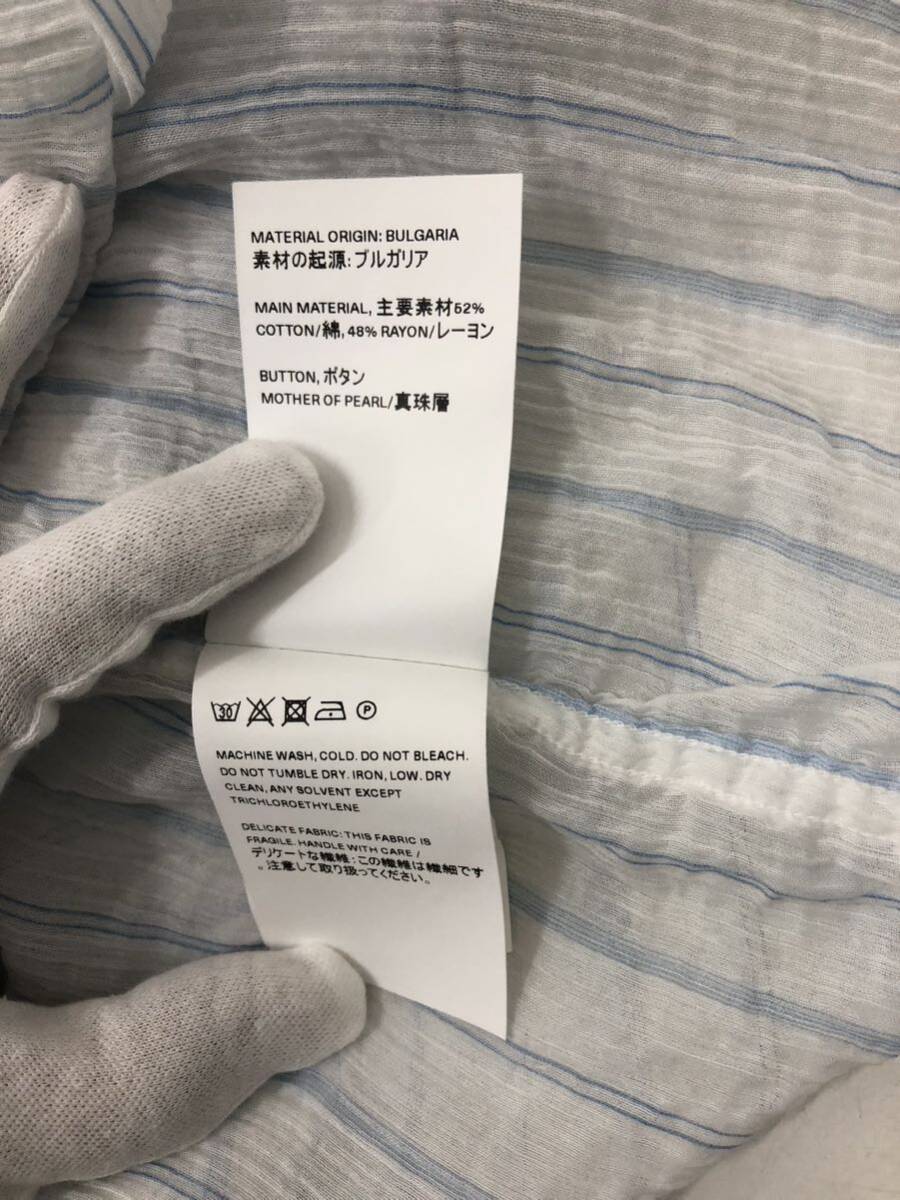 MATERIAL ORIGIN: BULGARIA
素材の起源:ブルガリア
MAIN MATERIAL, 主要素材52%
COTTON/綿, 48% RAYON/レーヨン
BUTTON, ボタン
MOTHER OF PEARL/真珠層
30 P
MACHINE WASH, COLD. DO NOT BLEACH.
DO NOT TUMBLE DRY. IRON, LOW. DRY
CLEAN, ANY SOLVENT EXCEPT
TRICHLOROETHYLENE
DELICATE FABRIC: THIS FABRIC IS
FRAGILE. HANDLE WITH CARE /
デリケートな繊維:この繊維は繊細です
。注意して取り扱ってください。